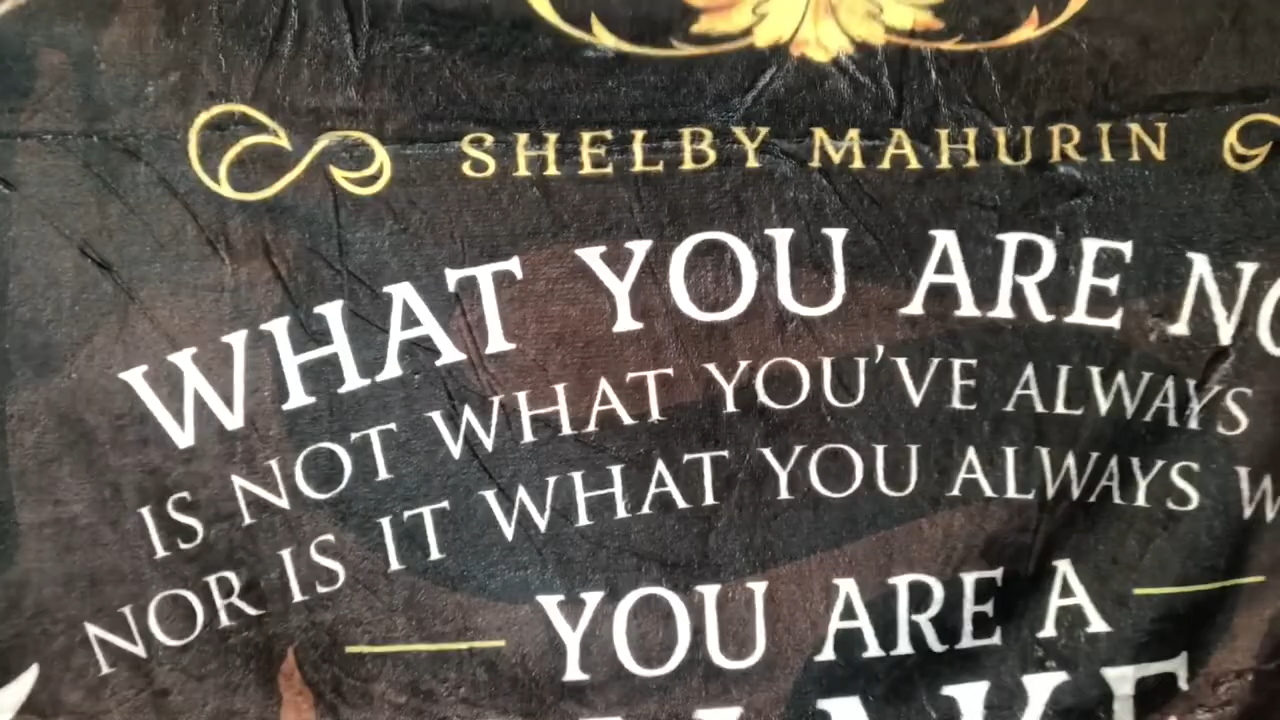 SHELBY MAHURIN
WHAT YOU ARE
IS NOT WHAT YOU'VE ALWAYS
NOR IS IT WHAT YOU ALWAYS
YOU ARE A